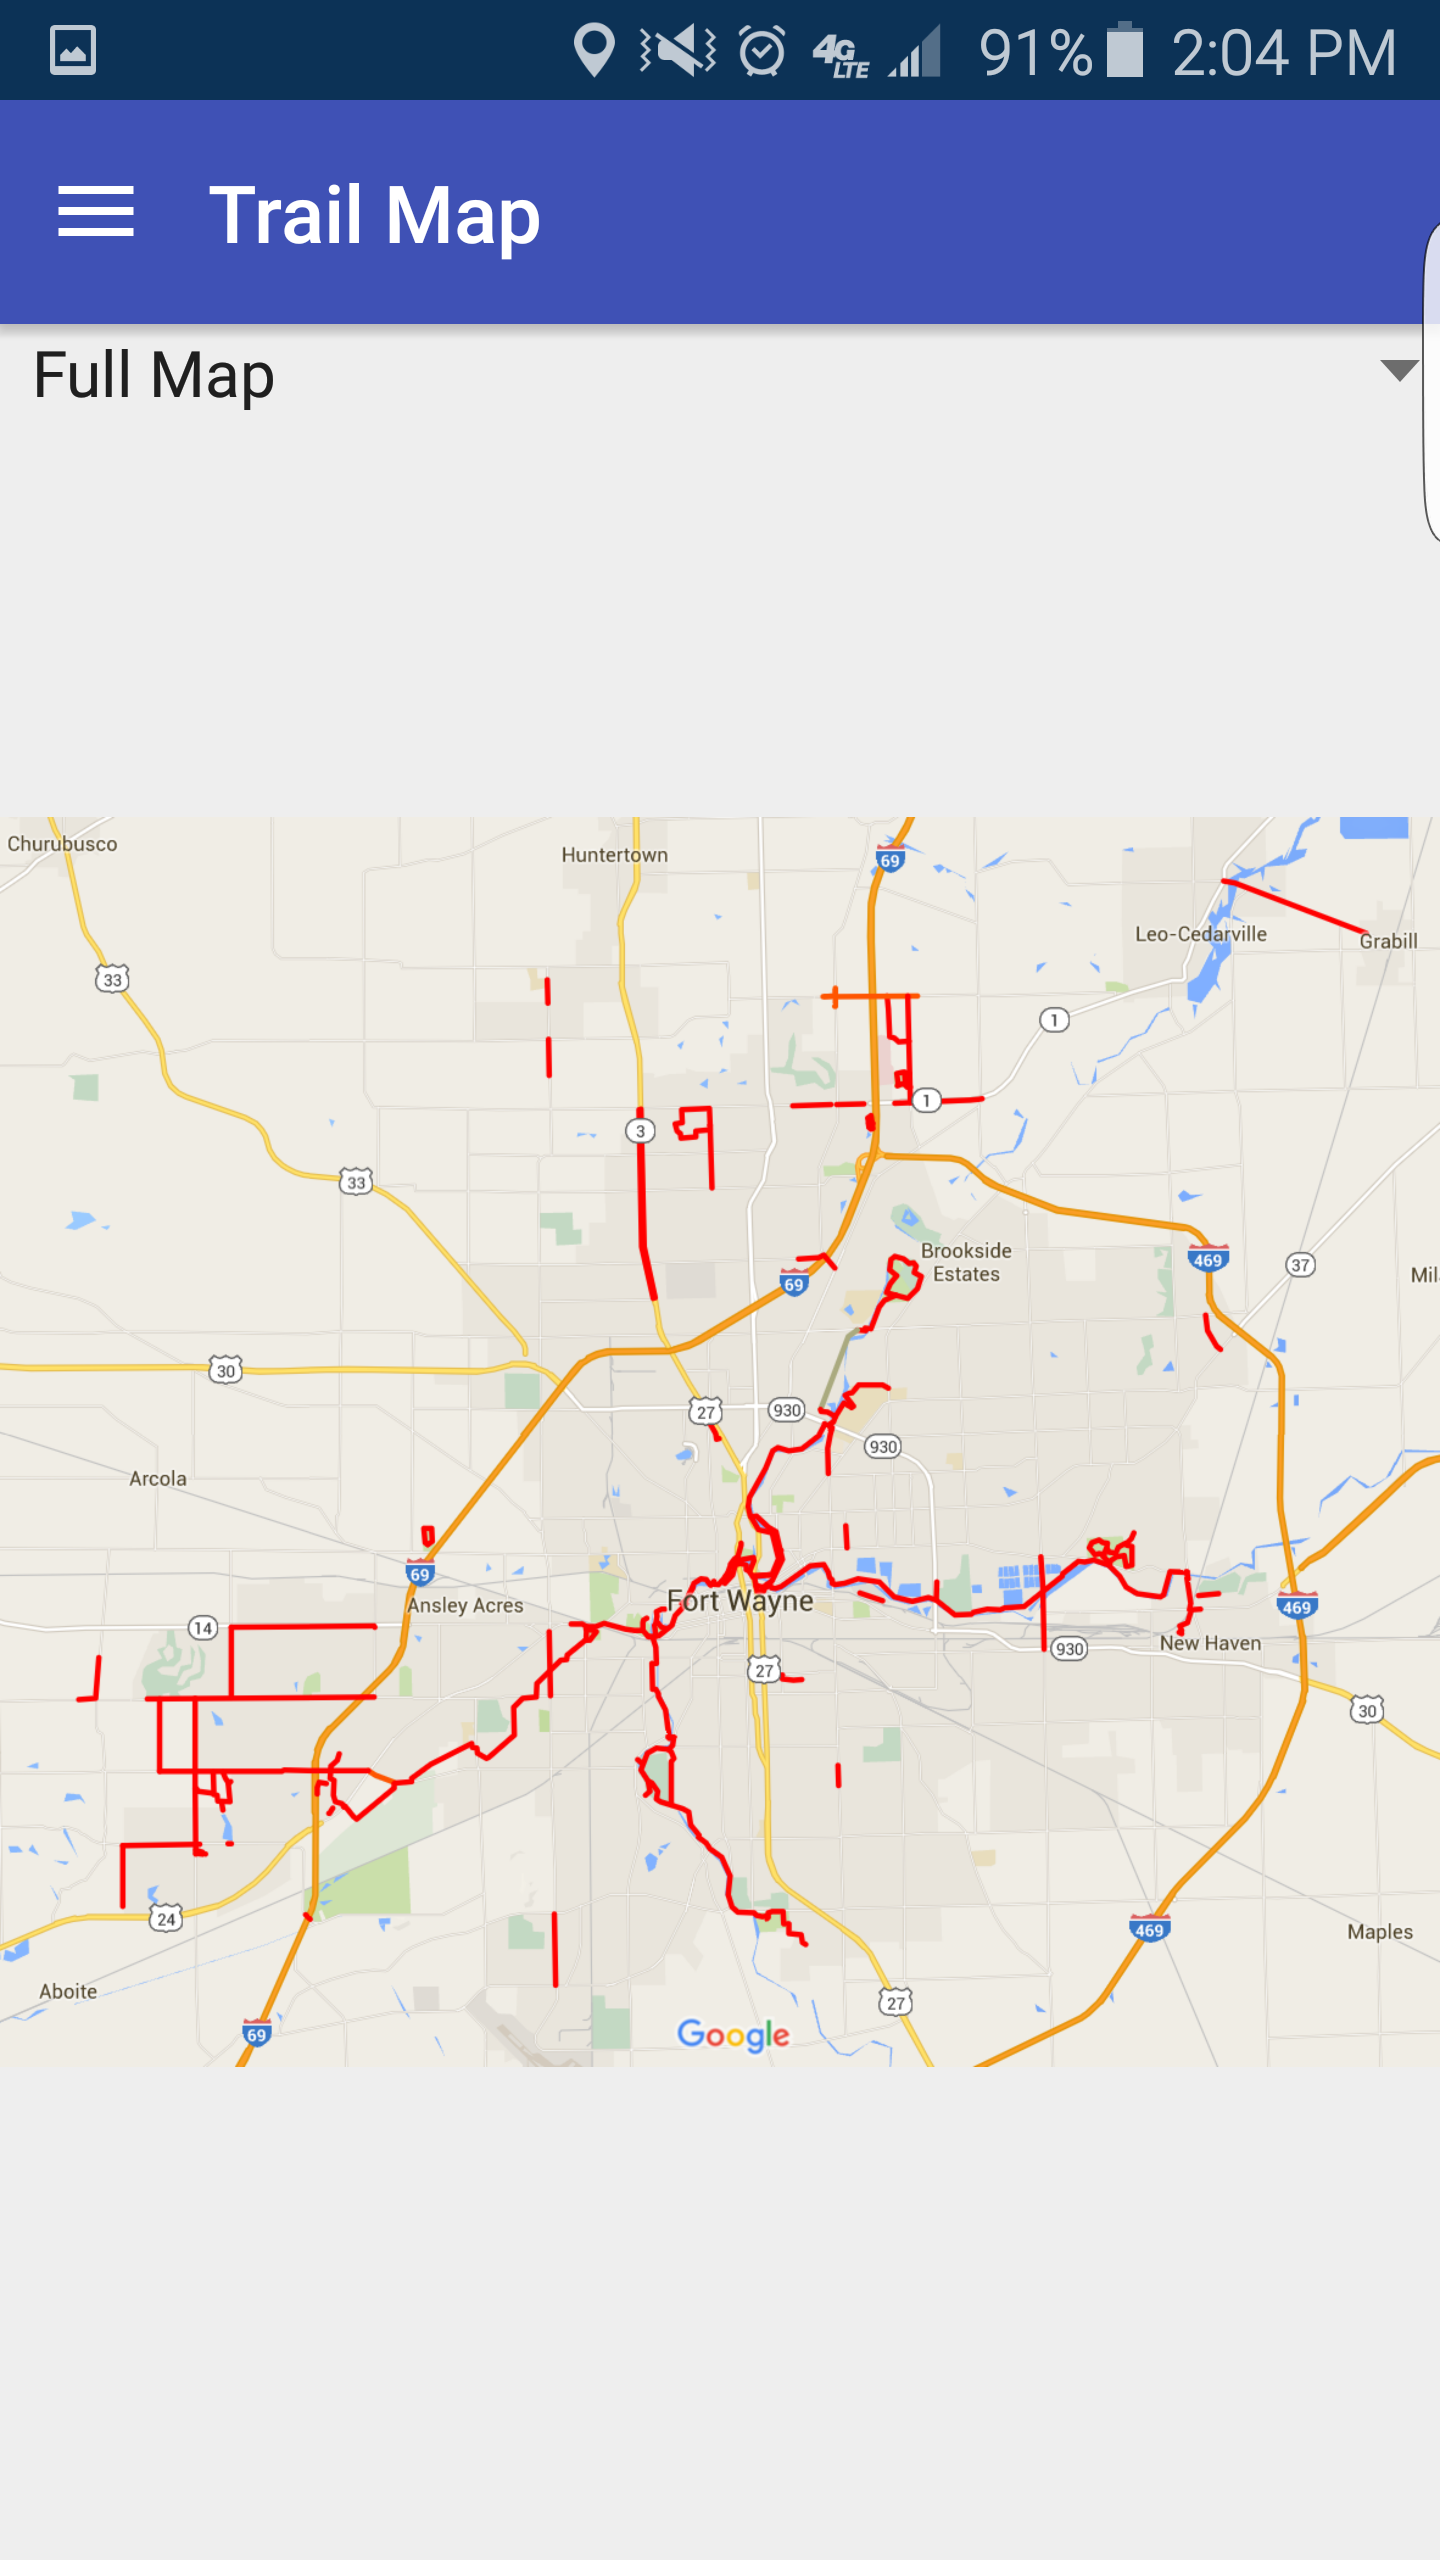 4G LTE 91% 2:04 PM
Trail Map
Full Map
Churubusco
Huntertown
69
Leo-Cedarville
Grabill
33
1
1
3
33
Brookside
Estates
469
37
69
Mil
30
27
930
930
Arcola
69
Ansley Acres
Fort Wayne
469
14
930
New Haven
27
30
24
469
Maples
Aboite
27
69
Google